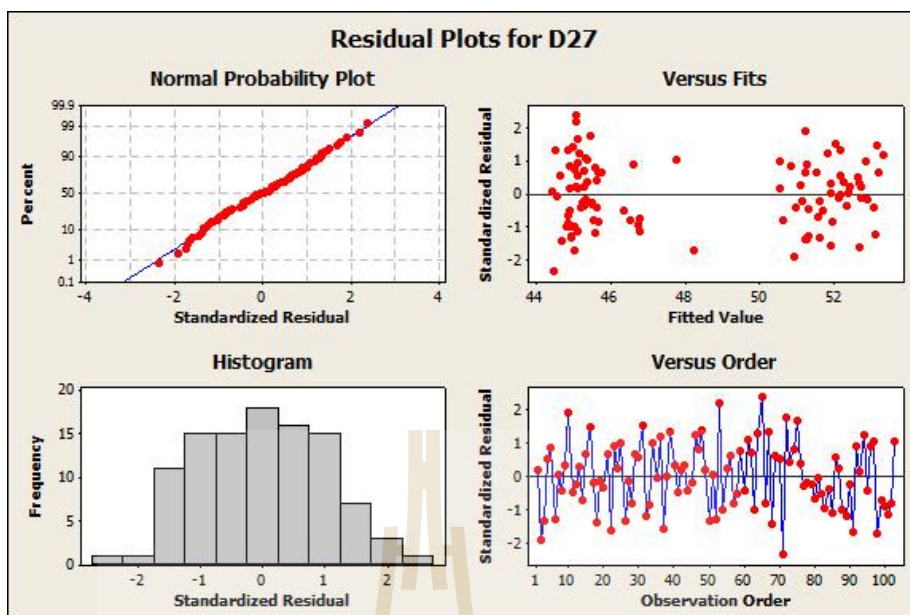 Residual Plots for D27
Normal Probability Plot
Percent
99.9
99
90
50
10
1
0.1
-4 -2 0 2 4
Standardized Residual
Versus Fits
Standardized Residual
2
1
0
-1
-2
44 46 48 50 52
Fitted Value
Histogram
Frequency
20
15
10
5
0
-2 -1 0 1 2
Standardized Residual
Versus Order
Standardized Residual
2
1
0
-1
-2
1 10 20 30 40 50 60 70 80 90 100
Observation Order